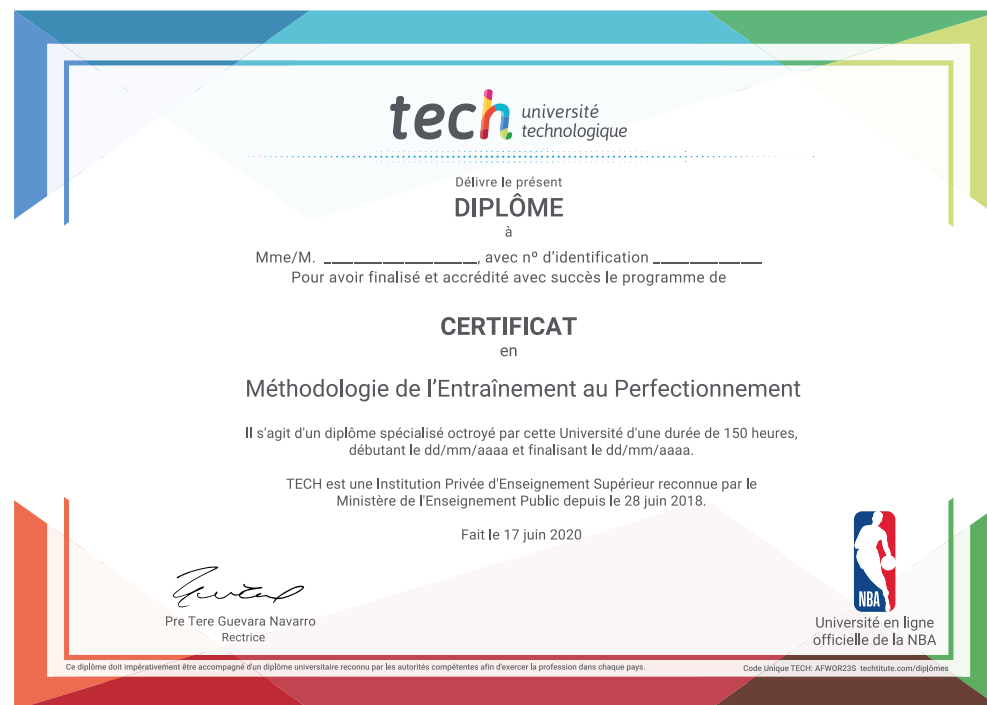 tech université
technologique
Délivre le présent
DIPLÔME
à
Mme/M. ____________________, avec nº d'identification ______________
Pour avoir finalisé et accrédité avec succès le programme de
CERTIFICAT
en
Méthodologie de l'Entraînement au Perfectionnement
Il s'agit d'un diplôme spécialisé octroyé par cette Université d'une durée de 150 heures,
débutant le dd/mm/aaaa et finalisant le dd/mm/aaaa.
TECH est une Institution Privée d'Enseignement Supérieur reconnue par le
Ministère de l'Enseignement Public depuis le 28 juin 2018.
Fait le 17 juin 2020
Pre Tere Guevara Navarro
Rectrice
NBA
Université en ligne
officielle de la NBA
Ce diplôme doit impérativement être accompagné d'un diplôme universitaire reconnu par les autorités compétentes afin d'exercer la profession dans chaque pays.
Code Unique TECH: AFWOR23S techtitute.com/diplômes